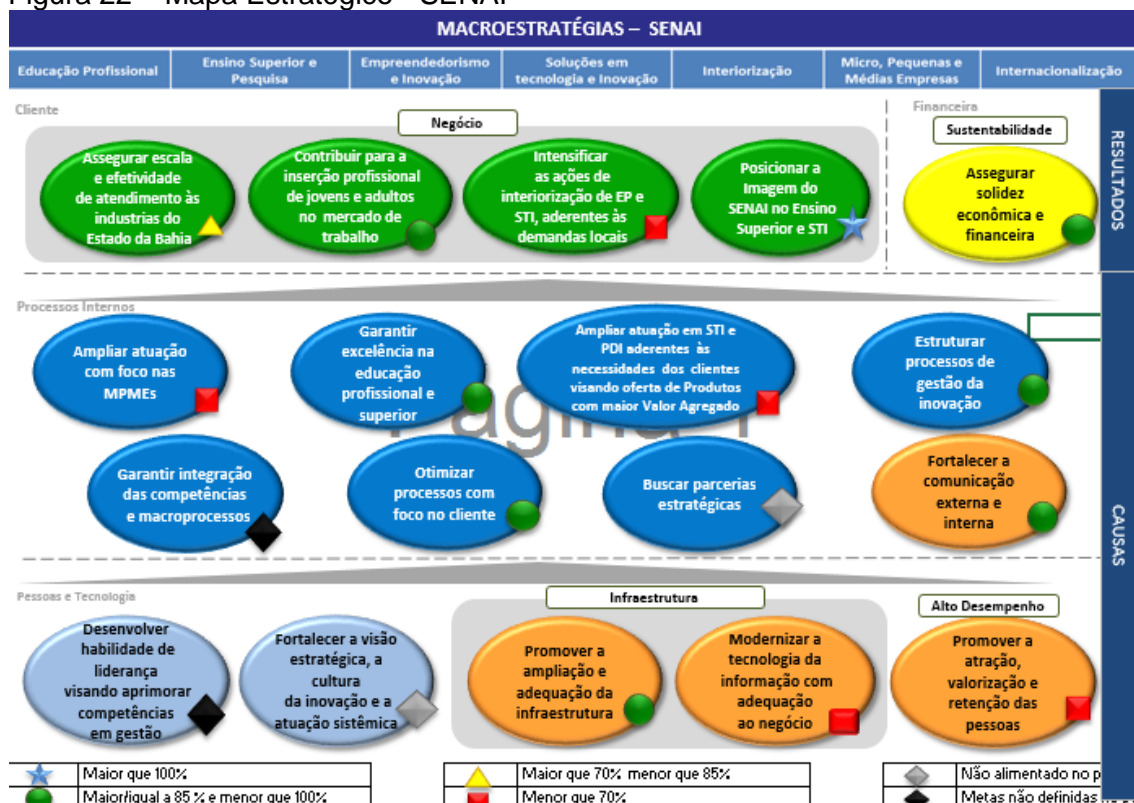 Figura 22 – Mapa Estratégico - SENAI
MACROESTRATÉGIAS – SENAI
Educação Profissional
Ensino Superior e
Pesquisa
Empreendedorismo
e Inovação
Soluções em
tecnologia e Inovação
Interiorização
Micro, Pequenas e
Médias Empresas
Internacionalização
Cliente
Negócio
Financeira
Sustentabilidade
RESULTADOS
Assegurar escala
e efetividade
de atendimento às
industrias do
Estado da Bahia
Contribuir para a
inserção profissional
de jovens e adultos
no mercado de
trabalho
Intensificar
as ações de
interiorização de EP e
STI, aderentes às
demandas locais
Posicionar a
Imagem do
SENAI no Ensino
Superior e STI
Assegurar
solidez
econômica e
financeira
Processos Internos
CAUSAS
Ampliar atuação
com foco nas
MPMEs
Garantir
excelência na
educação
profissional e
superior
Ampliar atuação em STI e
PDI aderentes às
necessidades dos clientes
visando oferta de Produtos
com maior Valor Agregado
Estruturar
processos de
gestão da
inovação
Garantir integração
das competências
e macroprocessos
Otimizar
processos com
foco no cliente
Buscar parcerias
estratégicas
Fortalecer a
comunicação
externa e
interna
Pessoas e Tecnologia
Infraestrutura
Alto Desempenho
Desenvolver
habilidade de
liderança
visando aprimorar
competências
em gestão
Fortalecer a visão
estratégica, a
cultura
da inovação e a
atuação sistêmica
Promover a
ampliação e
adequação da
infraestrutura
Modernizar a
tecnologia da
informação com
adequação
ao negócio
Promover a
atração,
valorização e
retenção das
pessoas
Maior que 100%
Maior que 70% menor que 85%
Não alimentado no p
Maior/igual a 85 % e menor que 100%
Menor que 70%
Metas não definidas